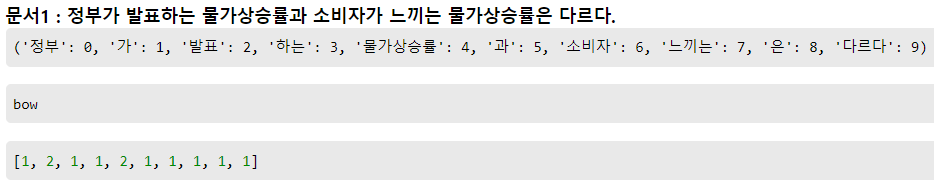 문서1 : 정부가 발표하는 물가상승률과 소비자가 느끼는 물가상승률은 다르다.
('정부': 0, '가': 1, '발표': 2, '하는': 3, '물가상승률': 4, '과': 5, '소비자': 6, '느끼는': 7, '은': 8, '다르다': 9)
bow
[1, 2, 1, 1, 2, 1, 1, 1, 1, 1]